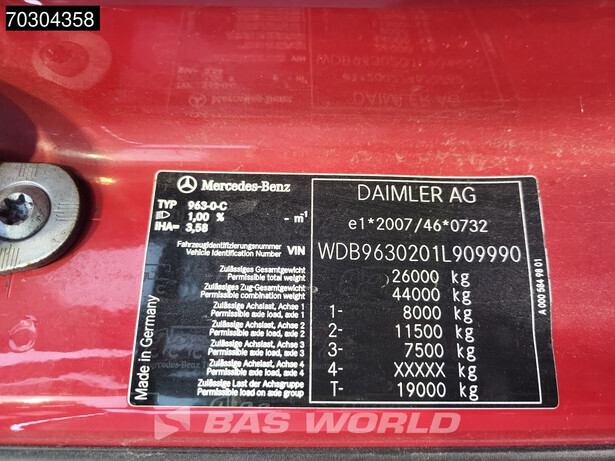 70304358
Mercedes-Benz
TYP 963-0-C
1,00 % - m-1
IHA= 3,58
Fahrzeugidentifizierungsnummer
Vehicle Identification Number VIN
Zulässiges Gesamtgewicht
Permissible total weight
Zulässiges Zug-Gesamtgewicht
Permissible combination weight
Zulässige Achslast, Achse 1
Permissible axle load, axle 1
Zulässige Achslast, Achse 2
Permissible axle load, axle 2
Zulässige Achslast, Achse 3
Permissible axle load, axle 3
Zulässige Achslast, Achse 4
Permissible axle load, axle 4
Zulässige Last der Achsgruppe
Permissible load on axle group
Made in Germany
DAIMLER AG
e1*2007/46*0732
WDB9630201L909990
26000 kg
44000 kg
1- 8000 kg
2- 11500 kg
3- 7500 kg
4- XXXXX kg
T- 19000 kg
A 000 584 98 01
BAS WORLD